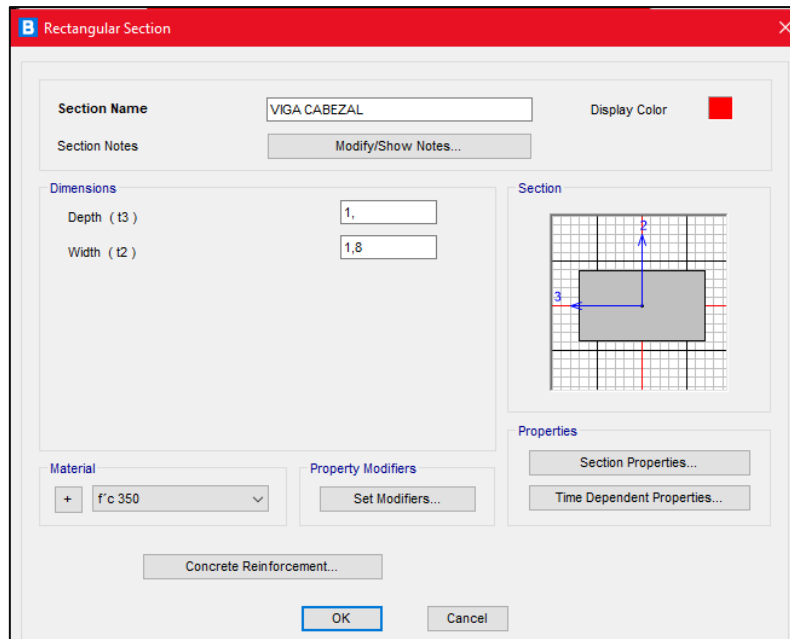 B Rectangular Section
Section Name VIGA CABEZAL Display Color
Section Notes Modify/Show Notes...
Dimensions
Depth ( t3 ) 1,
Width ( t2 ) 1,8
Section
2
3
Properties
Section Properties...
Time Dependent Properties...
Material
+ f´c 350
Property Modifiers
Set Modifiers...
Concrete Reinforcement...
OK Cancel